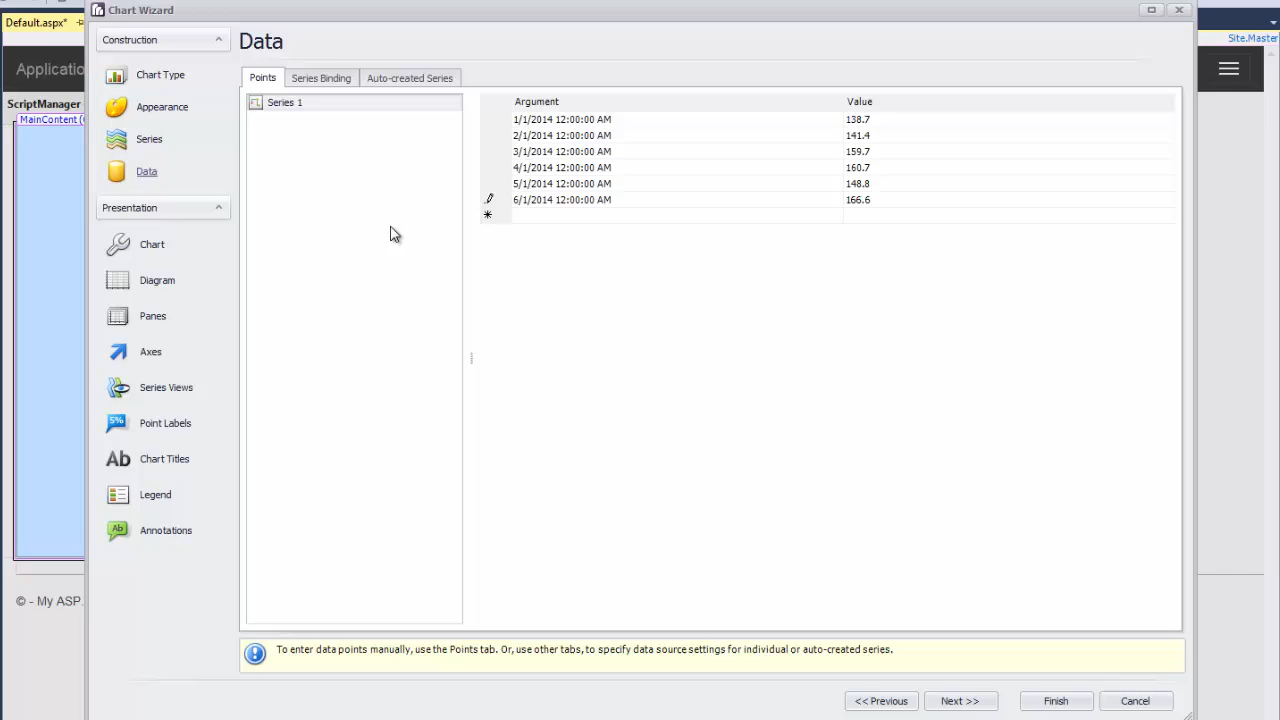 Chart Wizard
Default.aspx*
Site.Master
Applicatio
ScriptManager
MainContent (
© - My ASP.
Construction
Chart Type
Appearance
Series
Data
Presentation
Chart
Diagram
Panes
Axes
Series Views
5%
Point Labels
Ab
Chart Titles
Legend
Ab
Annotations
Data
Points Series Binding Auto-created Series
Series 1
Argument Value
1/1/2014 12:00:00 AM 138.7
2/1/2014 12:00:00 AM 141.4
3/1/2014 12:00:00 AM 159.7
4/1/2014 12:00:00 AM 160.7
5/1/2014 12:00:00 AM 148.8
6/1/2014 12:00:00 AM 166.6
To enter data points manually, use the Points tab. Or, use other tabs, to specify data source settings for individual or auto-created series.
<< Previous Next >> Finish Cancel